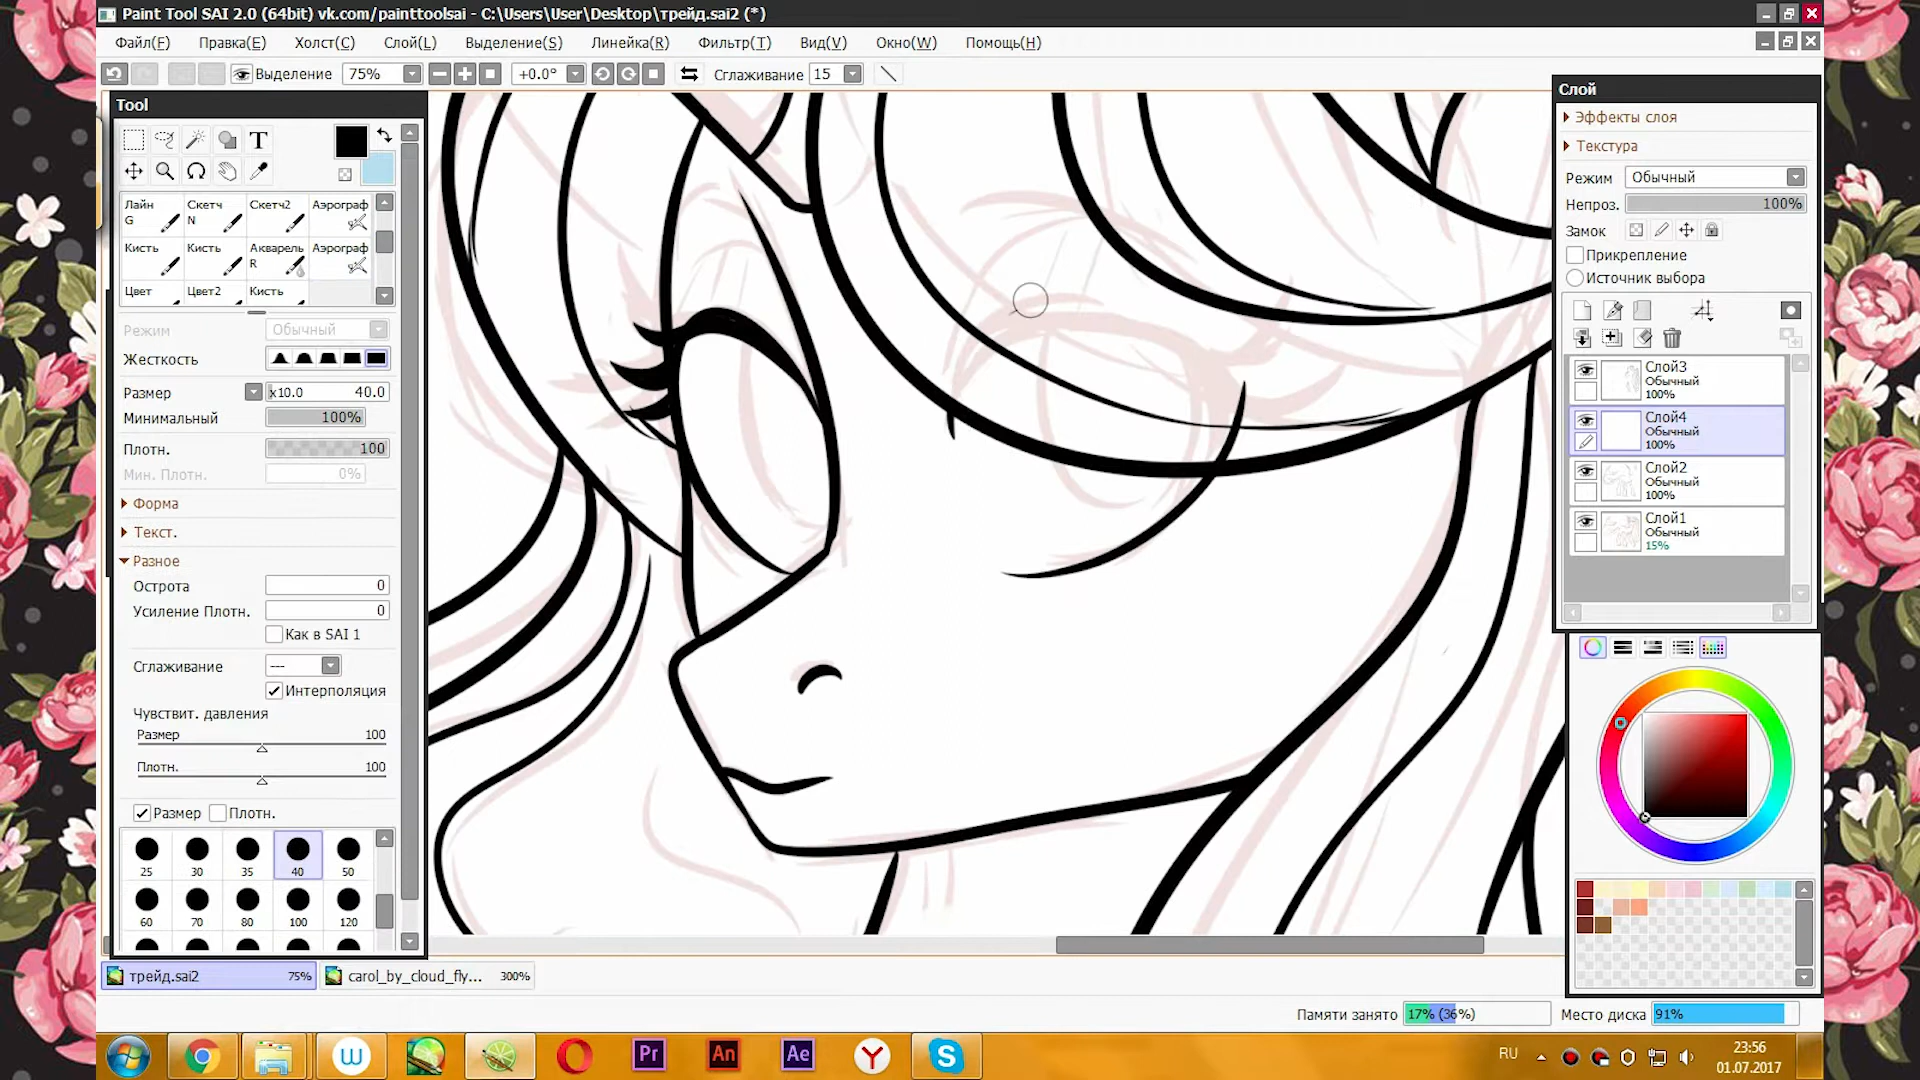 Paint Tool SAI 2.0 (64bit) vk.com/painttoolsai - C:\Users\User\Desktop\трейд.sai2 (*)
Файл(F) Правка(E) Холст(C) Слой(L) Выделение(S) Линейка(R) Фильтр(T) Вид(V) Окно(W) Помощь(H)
Выделение 75% +0.0° Сглаживание 15
Tool
T
Лайн Скетч Скетч2 Аэрограф
G N
Кисть Кисть Акварель Аэрограф
R
Цвет Цвет2 Кисть
Режим Обычный
Жесткость
Размер x10.0 40.0
Минимальный 100%
Плотн. 100
Мин. Плотн. 0%
Форма
Текст.
Разное
Острота 0
Усиление Плотн. 0
Как в SAI 1
Сглаживание ---
Интерполяция
Чувствит. давления
Размер 100
Плотн. 100
Размер Плотн.
25 30 35 40 50
60 70 80 100 120
Слой
Эффекты слоя
Текстура
Режим Обычный
Непроз. 100%
Замок
Прикрепление
Источник выбора
Слой3
Обычный
100%
Слой4
Обычный
100%
Слой2
Обычный
100%
Слой1
Обычный
15%
трейд.sai2 75% carol_by_cloud_fly... 300%
Памяти занято 17% (36%) Место диска 91%
W Pr An Ae Y S
RU 23:56
01.07.2017